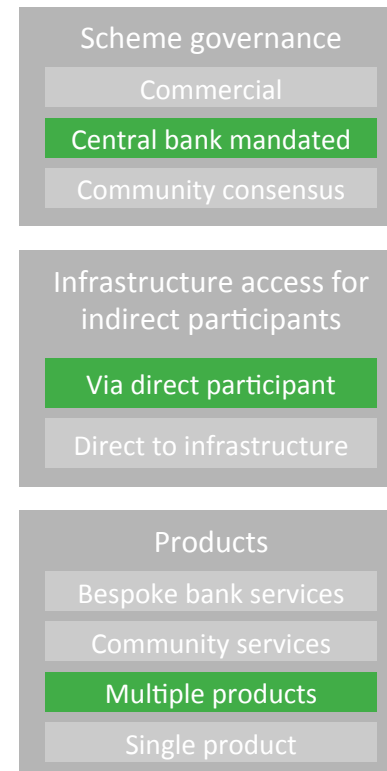 Scheme governance
Commercial
Central bank mandated
Community consensus
Infrastructure access for
indirect participants
Via direct participant
Direct to infrastructure
Products
Bespoke bank services
Community services
Multiple products
Single product